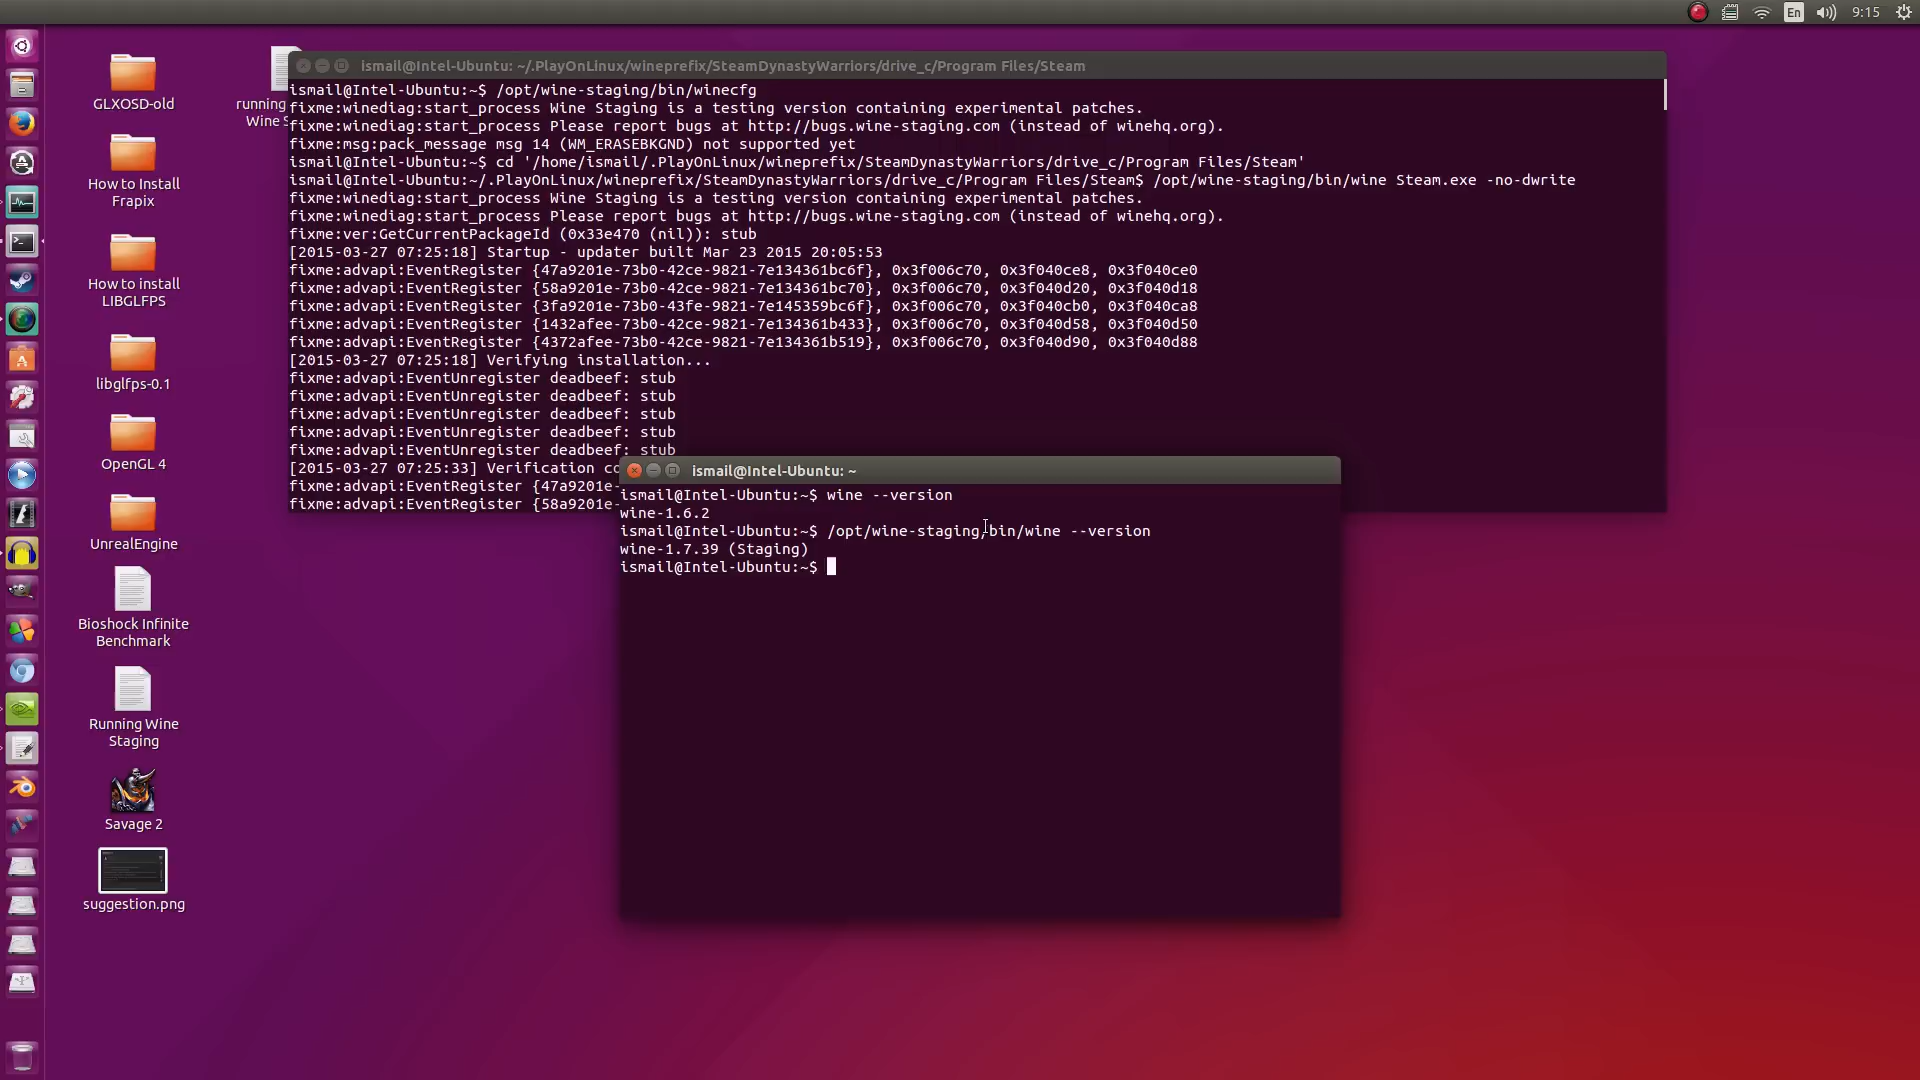 En
9:15
GLXOSD-old
running
Wine S
How to Install
Frapix
How to install
LIBGLFPS
libglfps-0.1
OpenGL 4
UnrealEngine
Bioshock Infinite
Benchmark
Running Wine
Staging
Savage 2
suggestion.png
ismail@Intel-Ubuntu: ~/.PlayOnLinux/wineprefix/SteamDynastyWarriors/drive_c/Program Files/Steam
ismail@Intel-Ubuntu:~$ /opt/wine-staging/bin/winecfg
fixme:winediag:start_process Wine Staging is a testing version containing experimental patches.
fixme:winediag:start_process Please report bugs at http://bugs.wine-staging.com (instead of winehq.org).
fixme:msg:pack_message msg 14 (WM_ERASEBKGND) not supported yet
ismail@Intel-Ubuntu:~$ cd '/home/ismail/.PlayOnLinux/wineprefix/SteamDynastyWarriors/drive_c/Program Files/Steam'
ismail@Intel-Ubuntu:~/.PlayOnLinux/wineprefix/SteamDynastyWarriors/drive_c/Program Files/Steam$ /opt/wine-staging/bin/wine Steam.exe -no-dwrite
fixme:winediag:start_process Wine Staging is a testing version containing experimental patches.
fixme:winediag:start_process Please report bugs at http://bugs.wine-staging.com (instead of winehq.org).
fixme:ver:GetCurrentPackageId (0x33e470 (nil)): stub
[2015-03-27 07:25:18] Startup - updater built Mar 23 2015 20:05:53
fixme:advapi:EventRegister {47a9201e-73b0-42ce-9821-7e134361bc6f}, 0x3f006c70, 0x3f040ce8, 0x3f040ce0
fixme:advapi:EventRegister {58a9201e-73b0-42ce-9821-7e134361bc70}, 0x3f006c70, 0x3f040d20, 0x3f040d18
fixme:advapi:EventRegister {3fa9201e-73b0-43fe-9821-7e145359bc6f}, 0x3f006c70, 0x3f040cb0, 0x3f040ca8
fixme:advapi:EventRegister {1432afee-73b0-42ce-9821-7e134361b433}, 0x3f006c70, 0x3f040d58, 0x3f040d50
fixme:advapi:EventRegister {4372afee-73b0-42ce-9821-7e134361b519}, 0x3f006c70, 0x3f040d90, 0x3f040d88
[2015-03-27 07:25:18] Verifying installation...
fixme:advapi:EventUnregister deadbeef: stub
fixme:advapi:EventUnregister deadbeef: stub
fixme:advapi:EventUnregister deadbeef: stub
fixme:advapi:EventUnregister deadbeef: stub
fixme:advapi:EventUnregister deadbeef: stub
[2015-03-27 07:25:33] Verification co
fixme:advapi:EventRegister {47a9201e-
fixme:advapi:EventRegister {58a9201e-
ismail@Intel-Ubuntu: ~
ismail@Intel-Ubuntu:~$ wine --version
wine-1.6.2
ismail@Intel-Ubuntu:~$ /opt/wine-staging/bin/wine --version
wine-1.7.39 (Staging)
ismail@Intel-Ubuntu:~$